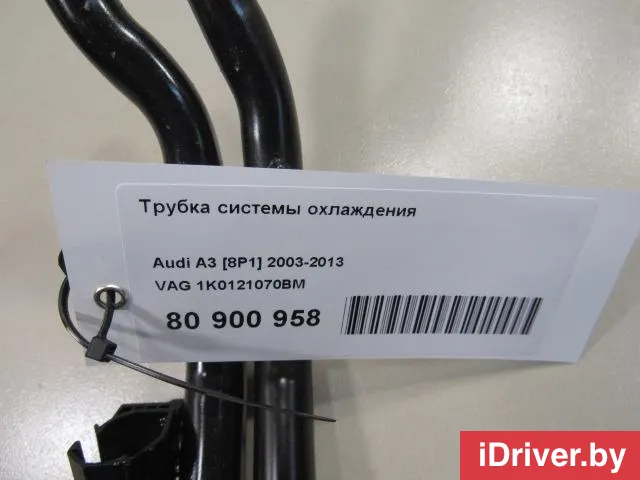 Трубка системы охлаждения
Audi A3 [8P1] 2003-2013
VAG 1K0121070BM
80 900 958
iDriver.by